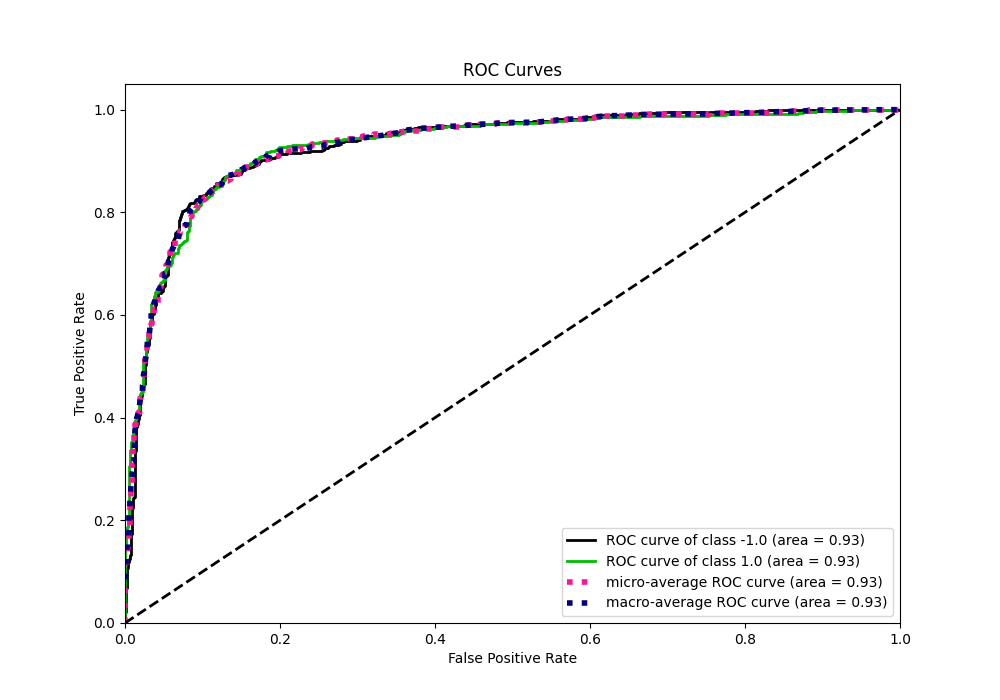 ROC Curves
True Positive Rate
1.0
0.8
0.6
0.4
0.2
0.0
ROC curve of class -1.0 (area = 0.93)
ROC curve of class 1.0 (area = 0.93)
micro-average ROC curve (area = 0.93)
macro-average ROC curve (area = 0.93)
0.0 0.2 0.4 0.6 0.8 1.0
False Positive Rate